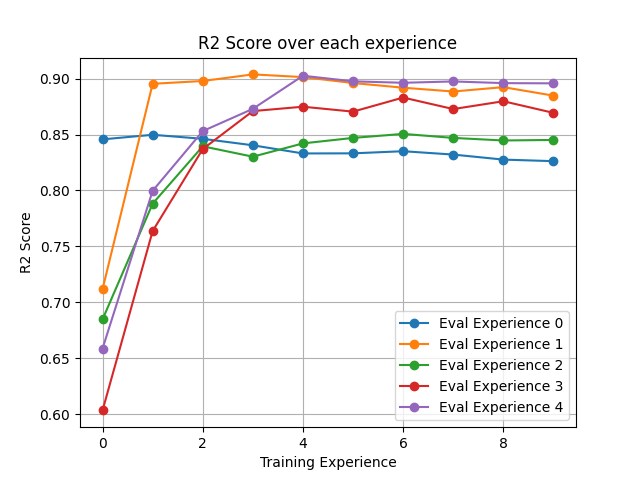 R2 Score over each experience
R2 Score
0.90
0.85
0.80
0.75
0.70
0.65
0.60
Eval Experience 0
Eval Experience 1
Eval Experience 2
Eval Experience 3
Eval Experience 4
0 2 4 6 8
Training Experience